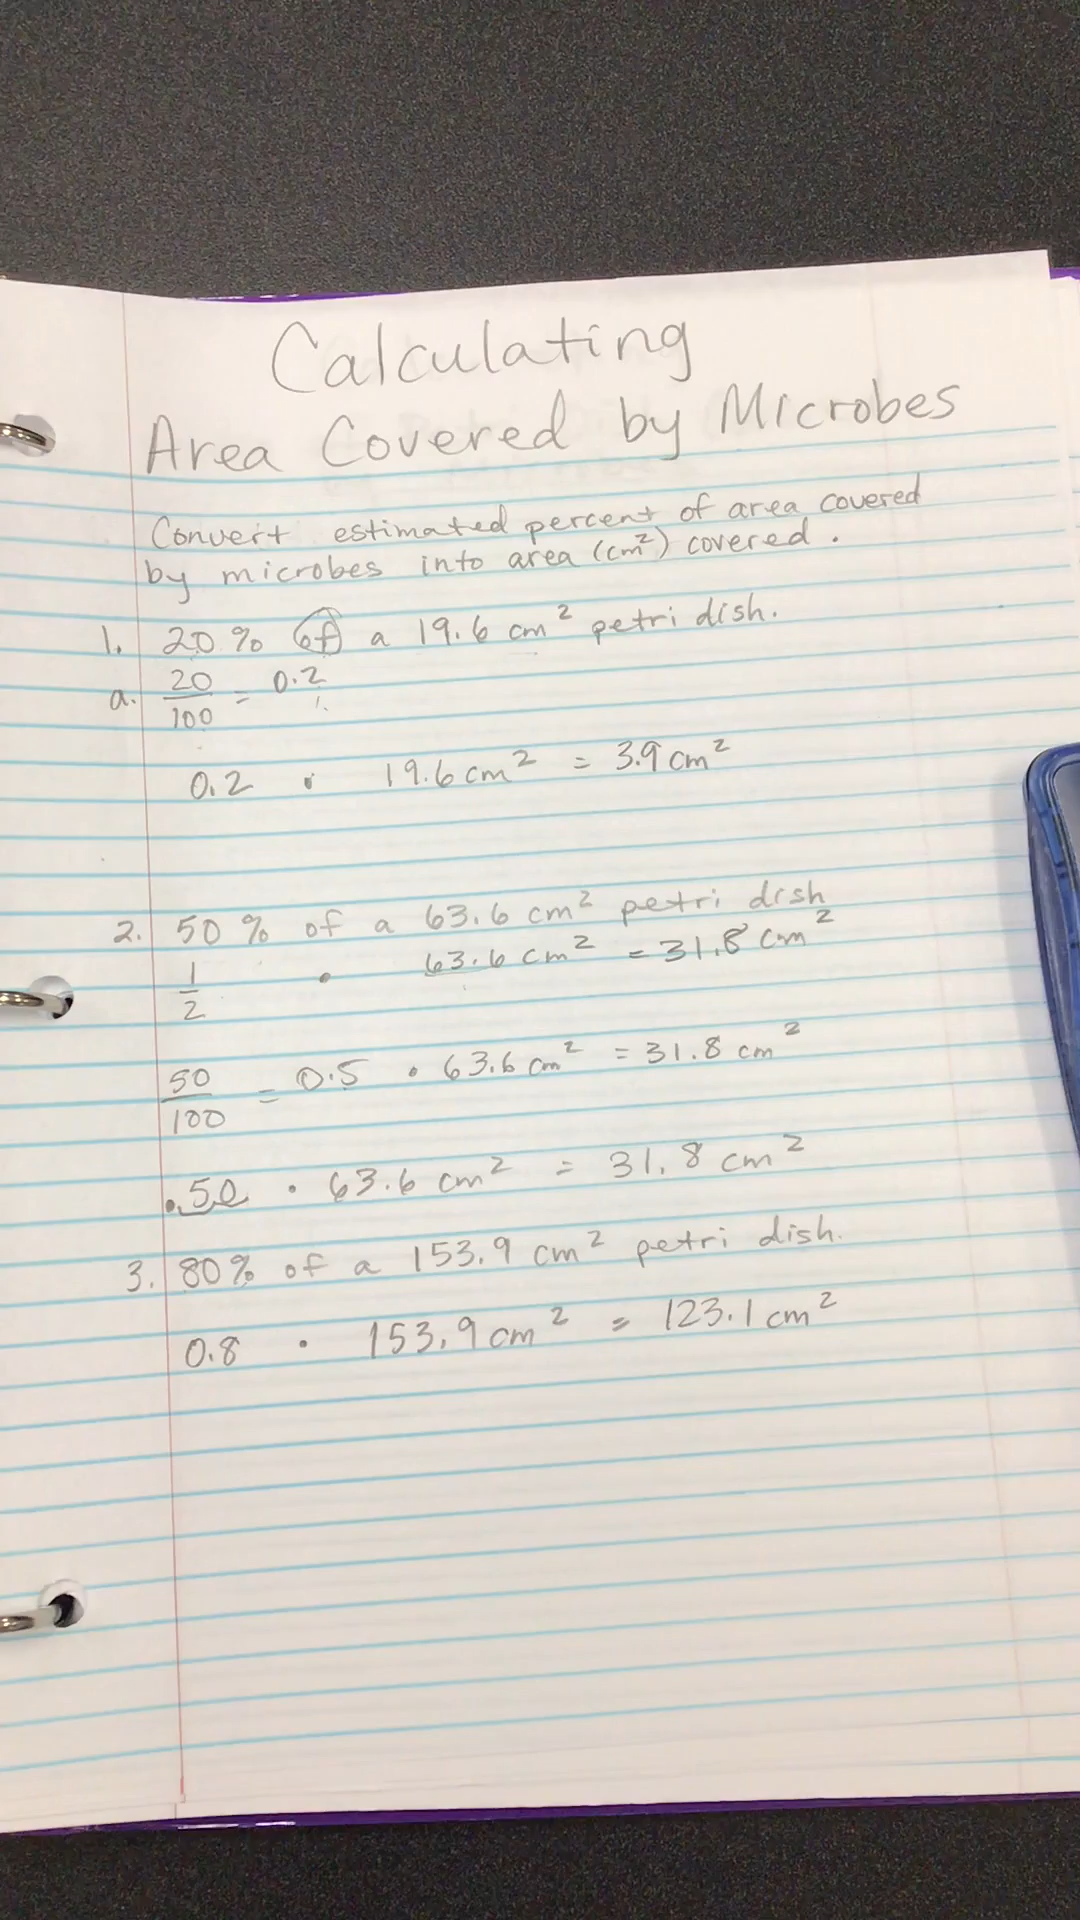 Calculating
Area Covered by Microbes
Convert estimated percent of area covered
by microbes into area (cm²) covered.
1. 20% of a 19.6 cm² petri dish.
a. 20/100 = 0.2
0.2 · 19.6 cm² = 3.9 cm²
2. 50% of a 63.6 cm² petri dish
1/2 · 63.6 cm² = 31.8 cm²
50/100 = 0.5 · 63.6 cm² = 31.8 cm²
.50 · 63.6 cm² = 31.8 cm²
3. 80% of a 153.9 cm² petri dish.
0.8 · 153.9 cm² = 123.1 cm²